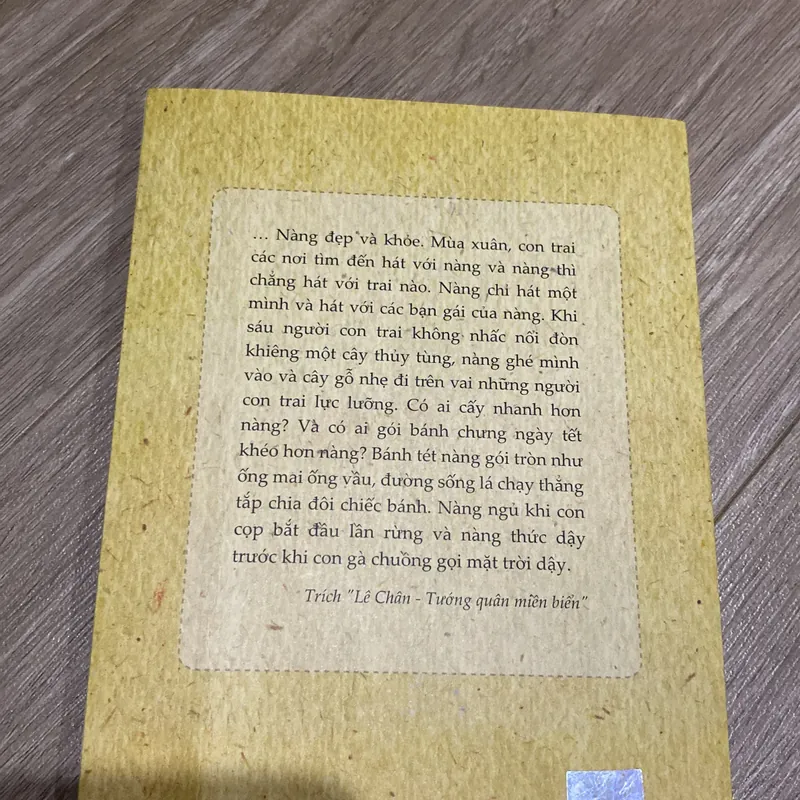 ... Nàng đẹp và khỏe. Mùa xuân, con trai
các nơi tìm đến hát với nàng và nàng thì
chẳng hát với trai nào. Nàng chỉ hát một
mình và hát với các bạn gái của nàng. Khi
sáu người con trai không nhấc nổi đòn
khiêng một cây thủy tùng, nàng ghé mình
vào và cây gỗ nhẹ đi trên vai những người
con trai lực lưỡng. Có ai cấy nhanh hơn
nàng? Và có ai gói bánh chưng ngày tết
khéo hơn nàng? Bánh tét nàng gói tròn như
ống mai ống vầu, đường sống lá chạy thẳng
tắp chia đôi chiếc bánh. Nàng ngủ khi con
cọp bắt đầu lần rừng và nàng thức dậy
trước khi con gà chuồng gọi mặt trời dậy.
Trích "Lê Chân - Tướng quân miền biển"